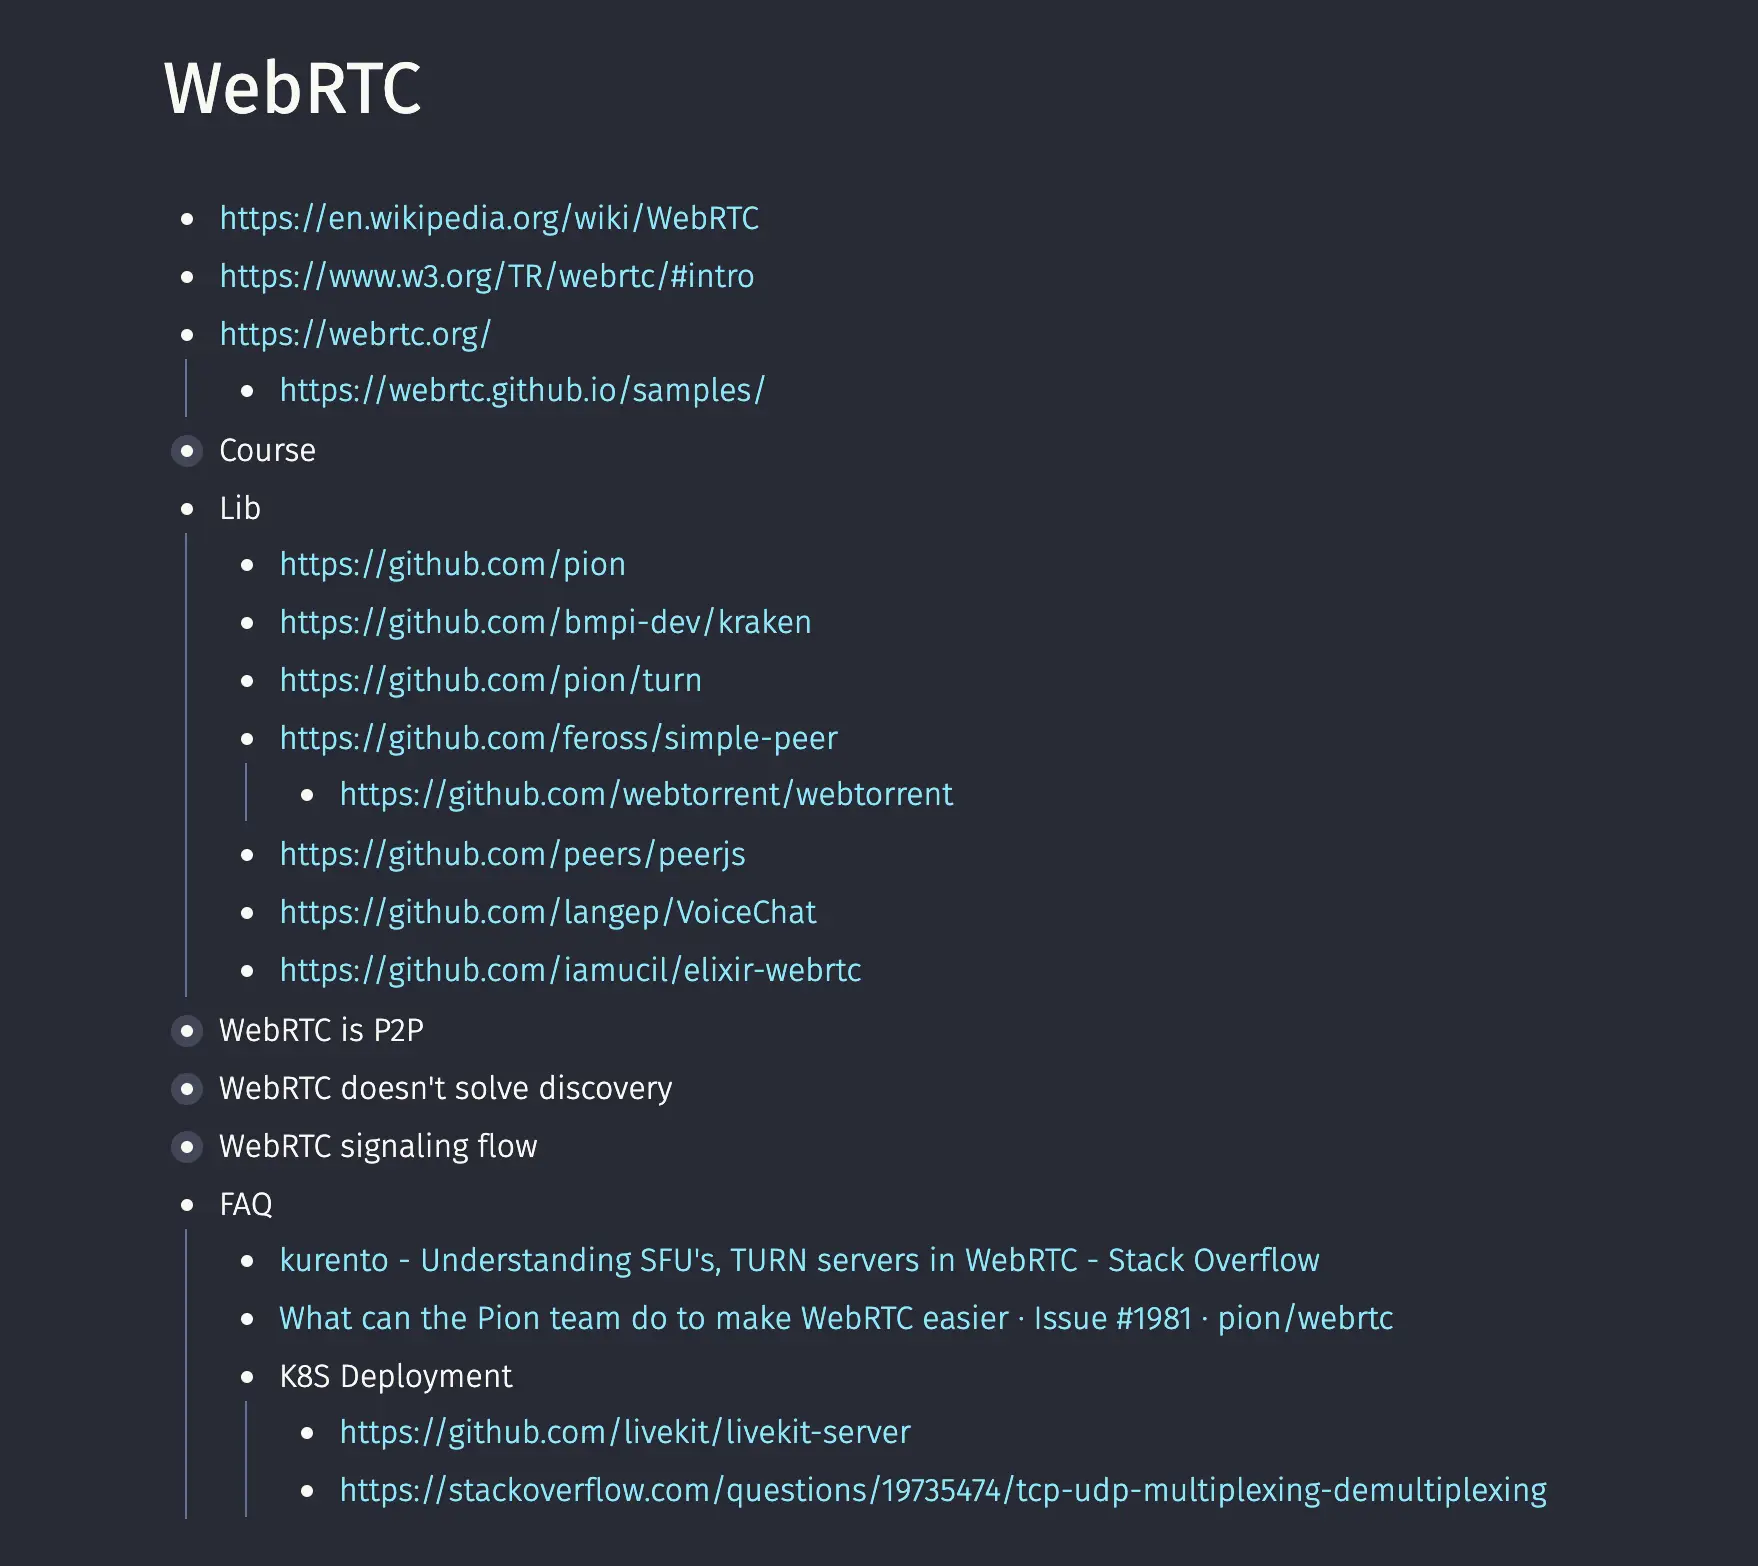 WebRTC
https://en.wikipedia.org/wiki/WebRTC
https://www.w3.org/TR/webrtc/#intro
https://webrtc.org/
https://webrtc.github.io/samples/
Course
Lib
https://github.com/pion
https://github.com/bmpi-dev/kraken
https://github.com/pion/turn
https://github.com/feross/simple-peer
https://github.com/webtorrent/webtorrent
https://github.com/peers/peerjs
https://github.com/langep/VoiceChat
https://github.com/iamucil/elixir-webrtc
WebRTC is P2P
WebRTC doesn't solve discovery
WebRTC signaling flow
FAQ
kurento - Understanding SFU's, TURN servers in WebRTC - Stack Overflow
What can the Pion team do to make WebRTC easier · Issue #1981 · pion/webrtc
K8S Deployment
https://github.com/livekit/livekit-server
https://stackoverflow.com/questions/19735474/tcp-udp-multiplexing-demultiplexing